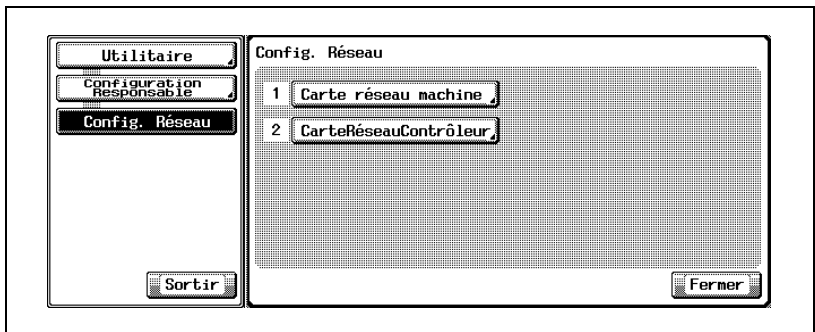 Utilitaire
Configuration
Responsable
Config. Réseau
Sortir
Config. Réseau
1 Carte réseau machine
2 CarteRéseauContrôleur
Fermer